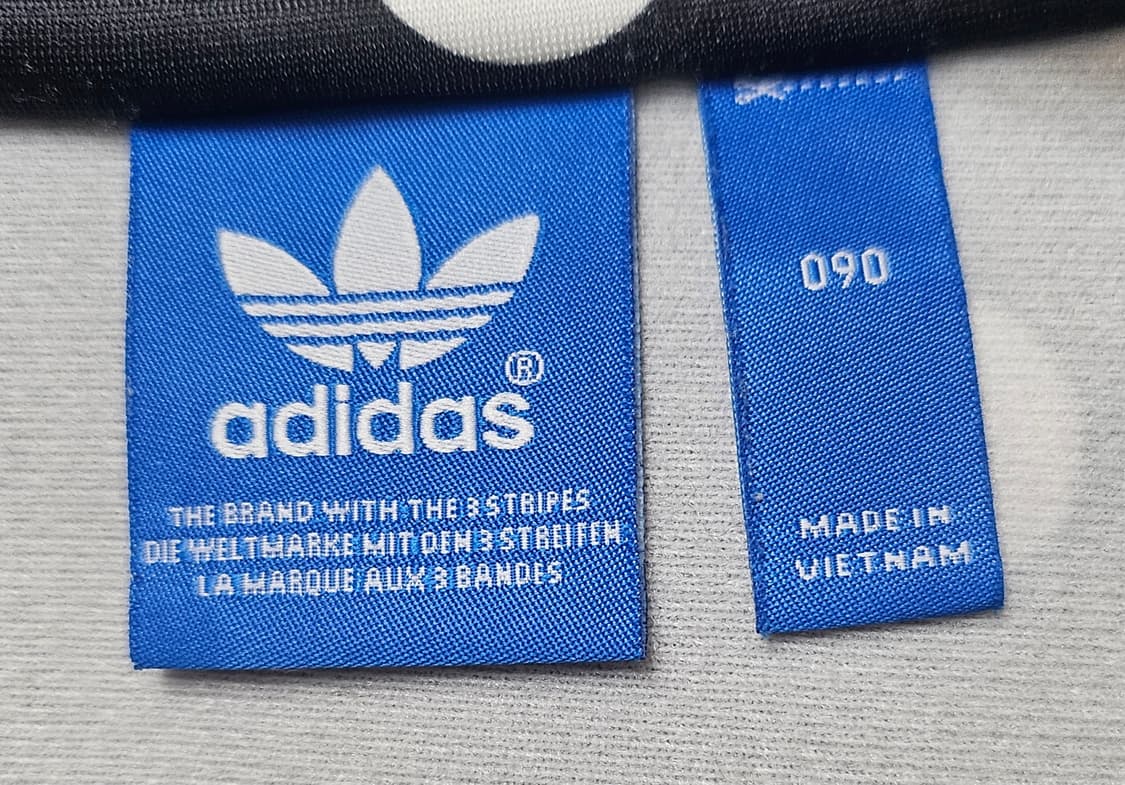 adidas®
THE BRAND WITH THE 3 STRIPES
DIE WELTMARKE MIT DEN 3 STREIFEN
LA MARQUE AUX 3 BANDES
090
MADE IN
VIETNAM